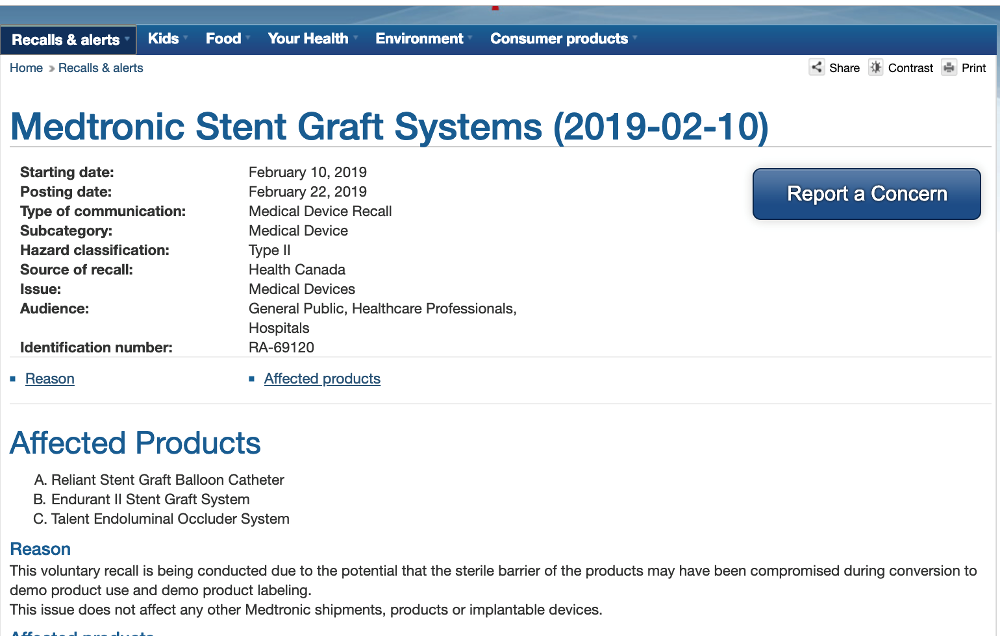 Recalls & alerts Kids Food Your Health Environment Consumer products
Home » Recalls & alerts Share Contrast Print
Medtronic Stent Graft Systems (2019-02-10)
Starting date: February 10, 2019
Report a Concern
Posting date: February 22, 2019
Type of communication: Medical Device Recall
Subcategory: Medical Device
Hazard classification: Type II
Source of recall: Health Canada
Issue: Medical Devices
Audience: General Public, Healthcare Professionals,
Hospitals
Identification number: RA-69120
Reason Affected products
Affected Products
A. Reliant Stent Graft Balloon Catheter
B. Endurant II Stent Graft System
C. Talent Endoluminal Occluder System
Reason
This voluntary recall is being conducted due to the potential that the sterile barrier of the products may have been compromised during conversion to
demo product use and demo product labeling.
This issue does not affect any other Medtronic shipments, products or implantable devices.
Affected products